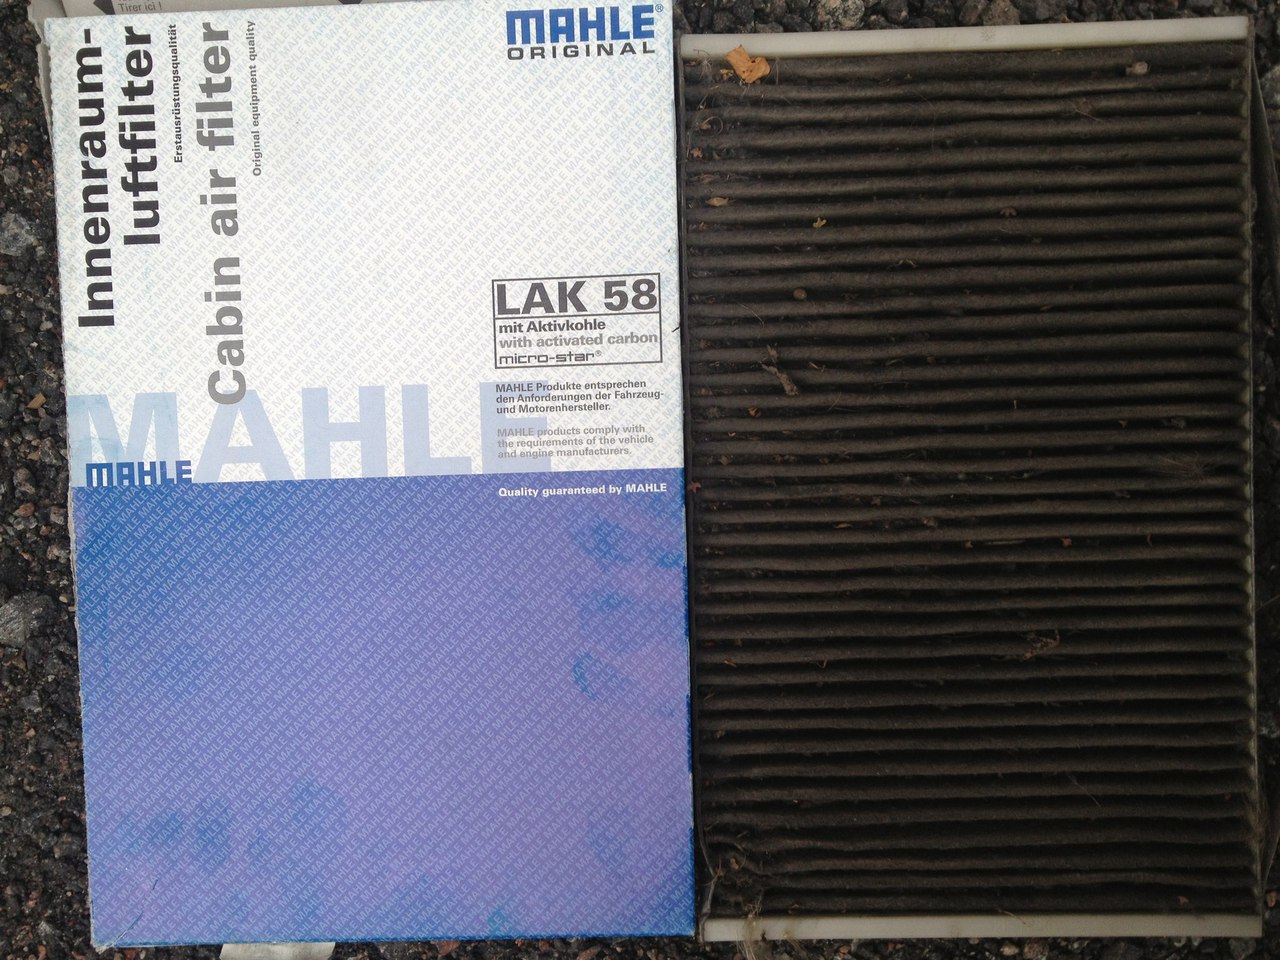 Tirer ici !
MAHLE®
ORIGINAL
Innenraum-
luftfilter
Erstausrüstungsqualität
Cabin air filter
Original equipment quality
LAK 58
mit Aktivkohle
with activated carbon
micro-star®
MAHLE Produkte entsprechen
den Anforderungen der Fahrzeug-
und Motorenhersteller.
MAHLE products comply with
the requirements of the vehicle
and engine manufacturers.
MAHLE
MAHLE
Quality guaranteed by MAHLE